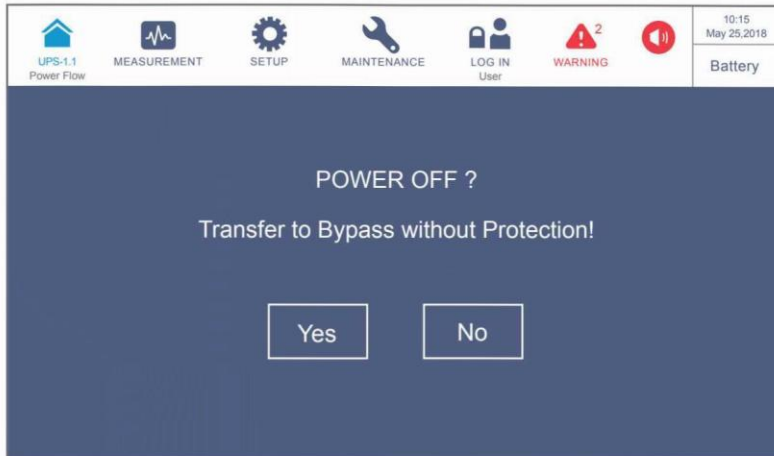 UPS-1.1
Power Flow
MEASUREMENT
SETUP
MAINTENANCE
LOG IN
User
2
WARNING
10:15
May 25,2018
Battery
POWER OFF ?
Transfer to Bypass without Protection!
Yes
No